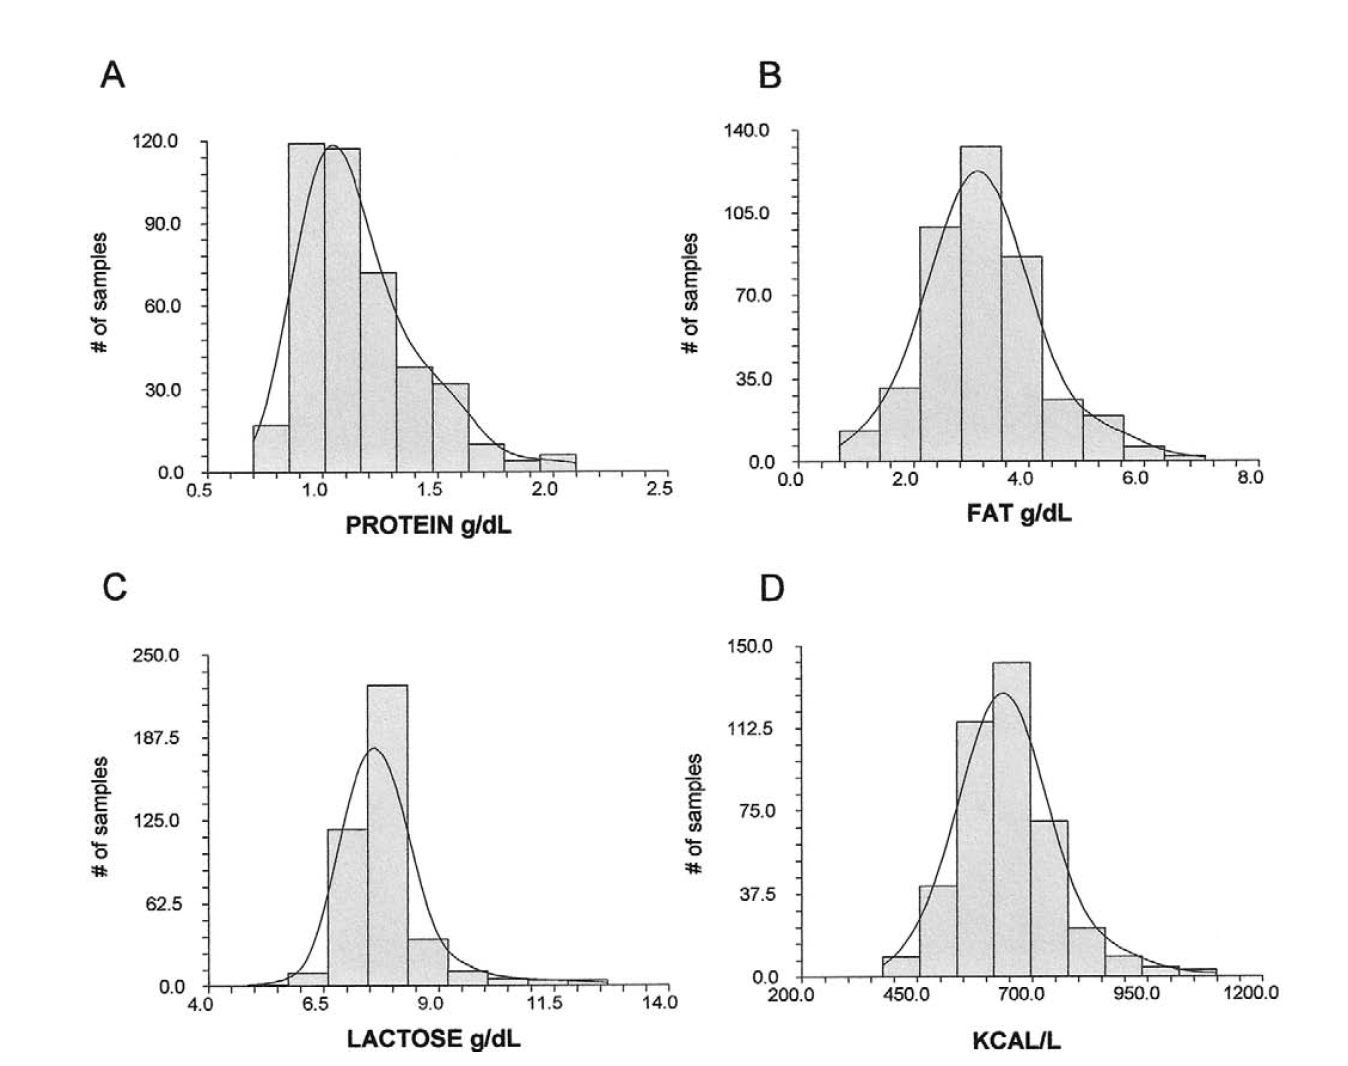 A
120.0
90.0
60.0
30.0
0.0
# of samples
0.5 1.0 1.5 2.0 2.5
PROTEIN g/dL
B
140.0
105.0
70.0
35.0
0.0
# of samples
0.0 2.0 4.0 6.0 8.0
FAT g/dL
C
250.0
187.5
125.0
62.5
0.0
# of samples
4.0 6.5 9.0 11.5 14.0
LACTOSE g/dL
D
150.0
112.5
75.0
37.5
0.0
# of samples
200.0 450.0 700.0 950.0 1200.0
KCAL/L